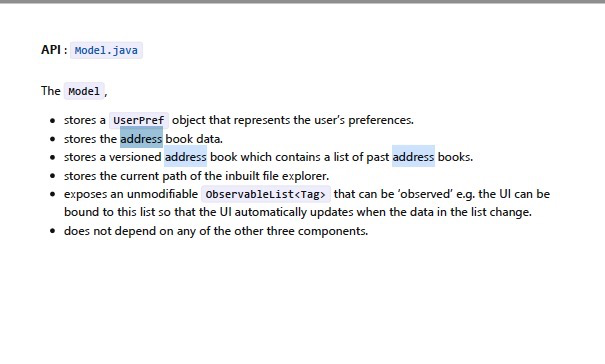 API : Model.java
The Model ,
• stores a UserPref object that represents the user’s preferences.
• stores the address book data.
• stores a versioned address book which contains a list of past address books.
• stores the current path of the inbuilt file explorer.
• exposes an unmodifiable ObservableList<Tag> that can be ‘observed’ e.g. the UI can be
bound to this list so that the UI automatically updates when the data in the list change.
• does not depend on any of the other three components.